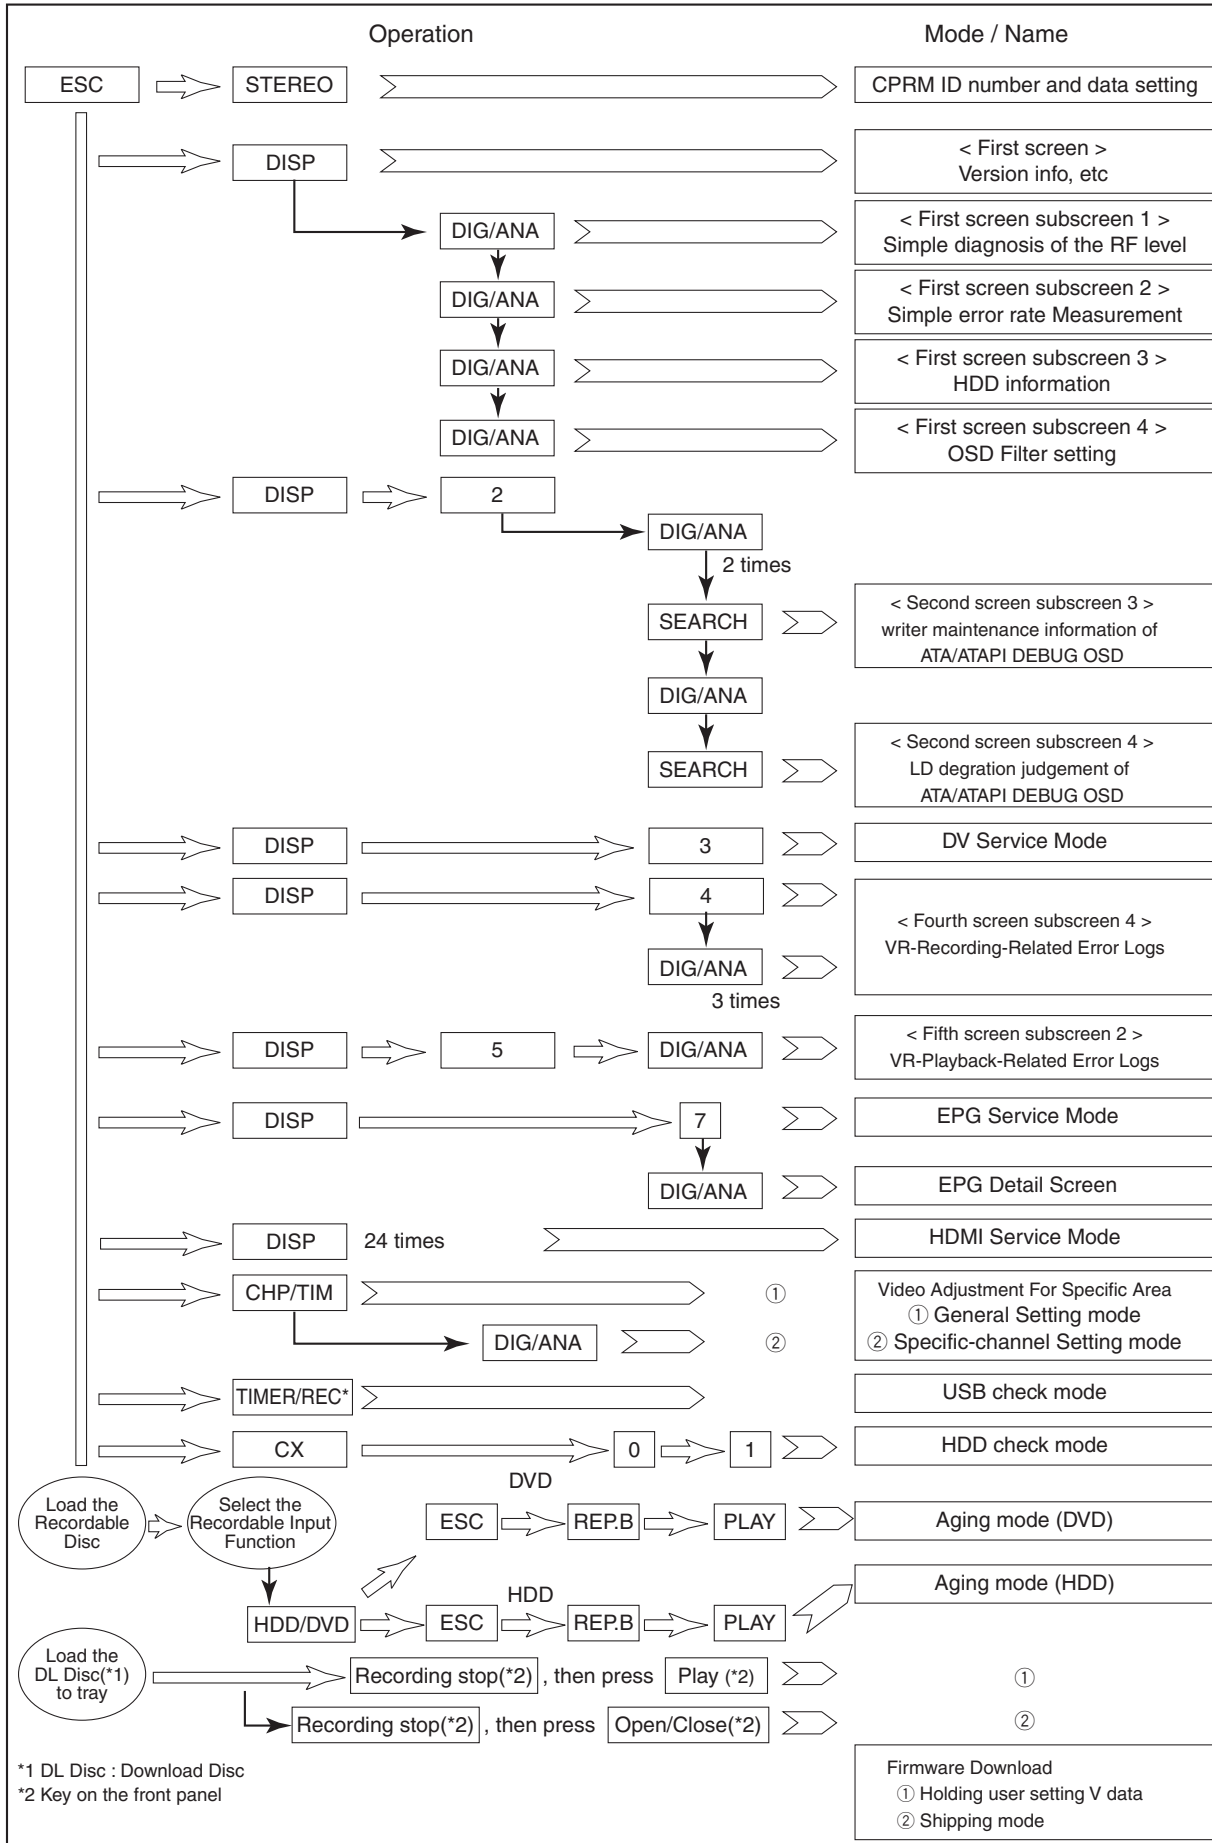 Operation
Mode / Name
ESC
STEREO
CPRM ID number and data setting
DISP
< First screen >
Version info, etc
DIG/ANA
< First screen subscreen 1 >
Simple diagnosis of the RF level
DIG/ANA
< First screen subscreen 2 >
Simple error rate Measurement
DIG/ANA
< First screen subscreen 3 >
HDD information
DIG/ANA
< First screen subscreen 4 >
OSD Filter setting
DISP
2
DIG/ANA
2 times
SEARCH
< Second screen subscreen 3 >
writer maintenance information of
ATA/ATAPI DEBUG OSD
DIG/ANA
SEARCH
< Second screen subscreen 4 >
LD degration judgement of
ATA/ATAPI DEBUG OSD
DISP
3
DV Service Mode
DISP
4
DIG/ANA
3 times
< Fourth screen subscreen 4 >
VR-Recording-Related Error Logs
DISP
5
DIG/ANA
< Fifth screen subscreen 2 >
VR-Playback-Related Error Logs
DISP
7
EPG Service Mode
DIG/ANA
EPG Detail Screen
DISP
24 times
HDMI Service Mode
CHP/TIM
①
DIG/ANA
②
Video Adjustment For Specific Area
① General Setting mode
② Specific-channel Setting mode
TIMER/REC*
USB check mode
CX
0
1
HDD check mode
Load the
Recordable
Disc
Select the
Recordable Input
Function
DVD
ESC
REP.B
PLAY
Aging mode (DVD)
HDD/DVD
HDD
ESC
REP.B
PLAY
Aging mode (HDD)
Load the
DL Disc(*1)
to tray
Recording stop(*2) , then press Play (*2)
①
Recording stop(*2) , then press Open/Close(*2)
②
*1 DL Disc : Download Disc
*2 Key on the front panel
Firmware Download
① Holding user setting V data
② Shipping mode